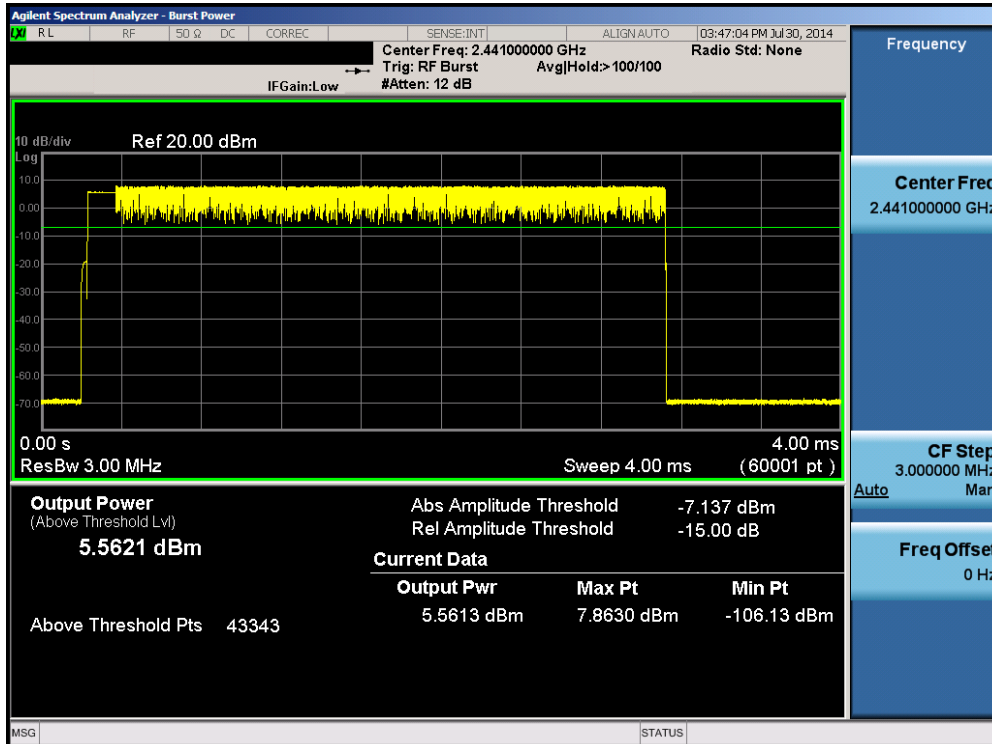 Agilent Spectrum Analyzer - Burst Power
LXI RL RF 50 Ω DC CORREC SENSE:INT ALIGN AUTO 03:47:04 PM Jul 30, 2014
Center Freq: 2.441000000 GHz Radio Std: None
Trig: RF Burst Avg|Hold:>100/100
IFGain:Low #Atten: 12 dB
10 dB/div Ref 20.00 dBm
Log
10.0
0.00
-10.0
-20.0
-30.0
-40.0
-50.0
-60.0
-70.0
0.00 s 4.00 ms
ResBw 3.00 MHz Sweep 4.00 ms (60001 pt)
Output Power
(Above Threshold Lvl)
5.5621 dBm
Above Threshold Pts 43343
Abs Amplitude Threshold -7.137 dBm
Rel Amplitude Threshold -15.00 dB
Current Data
Output Pwr Max Pt Min Pt
5.5613 dBm 7.8630 dBm -106.13 dBm
Frequency
Center Freq
2.441000000 GHz
CF Step
3.000000 MHz
Auto Man
Freq Offset
0 Hz
MSG STATUS